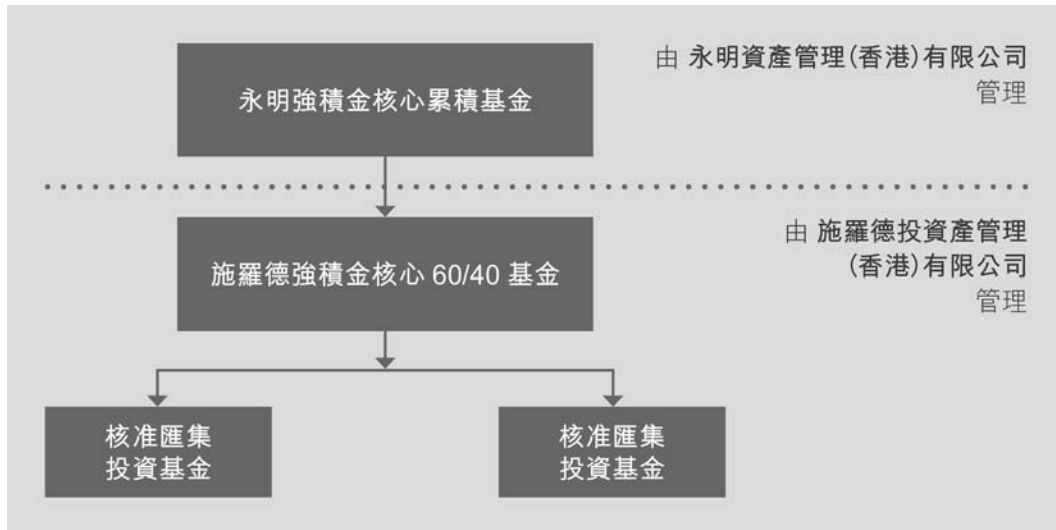 永明強積金核心累積基金
由 永明資產管理(香港)有限公司
管理
施羅德強積金核心 60/40 基金
由 施羅德投資產管理
(香港)有限公司
管理
核准匯集
投資基金
核准匯集
投資基金